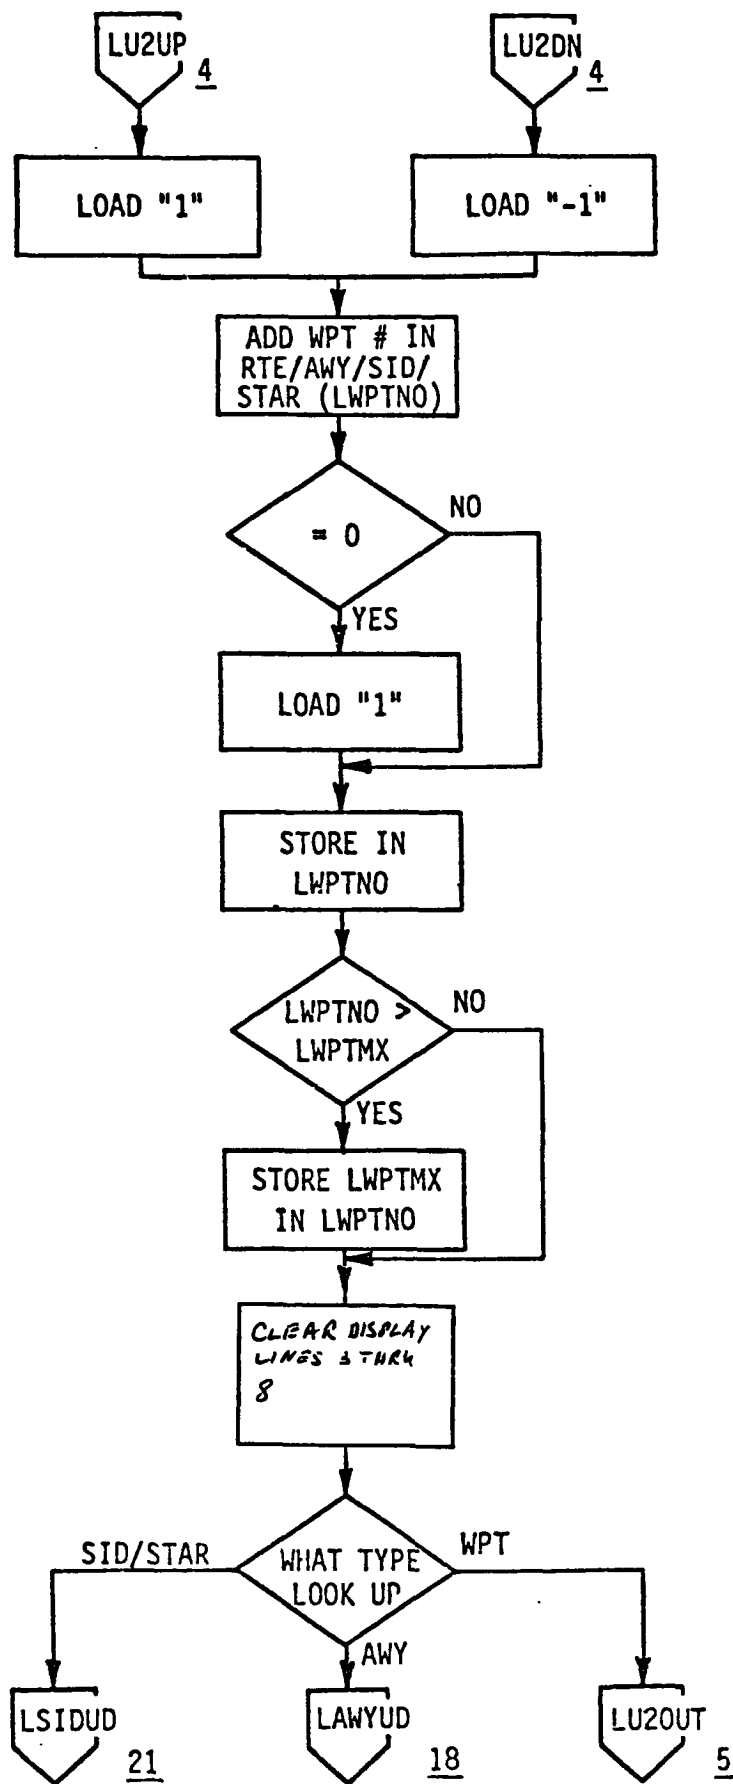 LU2UP
4
LU2DN
4
LOAD "1"
LOAD "-1"
ADD WPT # IN
RTE/AWY/SID/
STAR (LWPTNO)
= 0
NO
YES
LOAD "1"
STORE IN
LWPTNO
LWPTNO >
LWPTMX
NO
YES
STORE LWPTMX
IN LWPTNO
CLEAR DISPLAY
LINES 3 THRU
8
SID/STAR
WHAT TYPE
LOOK UP
WPT
AWY
LSIDUD
21
LAWYUD
18
LU2OUT
5